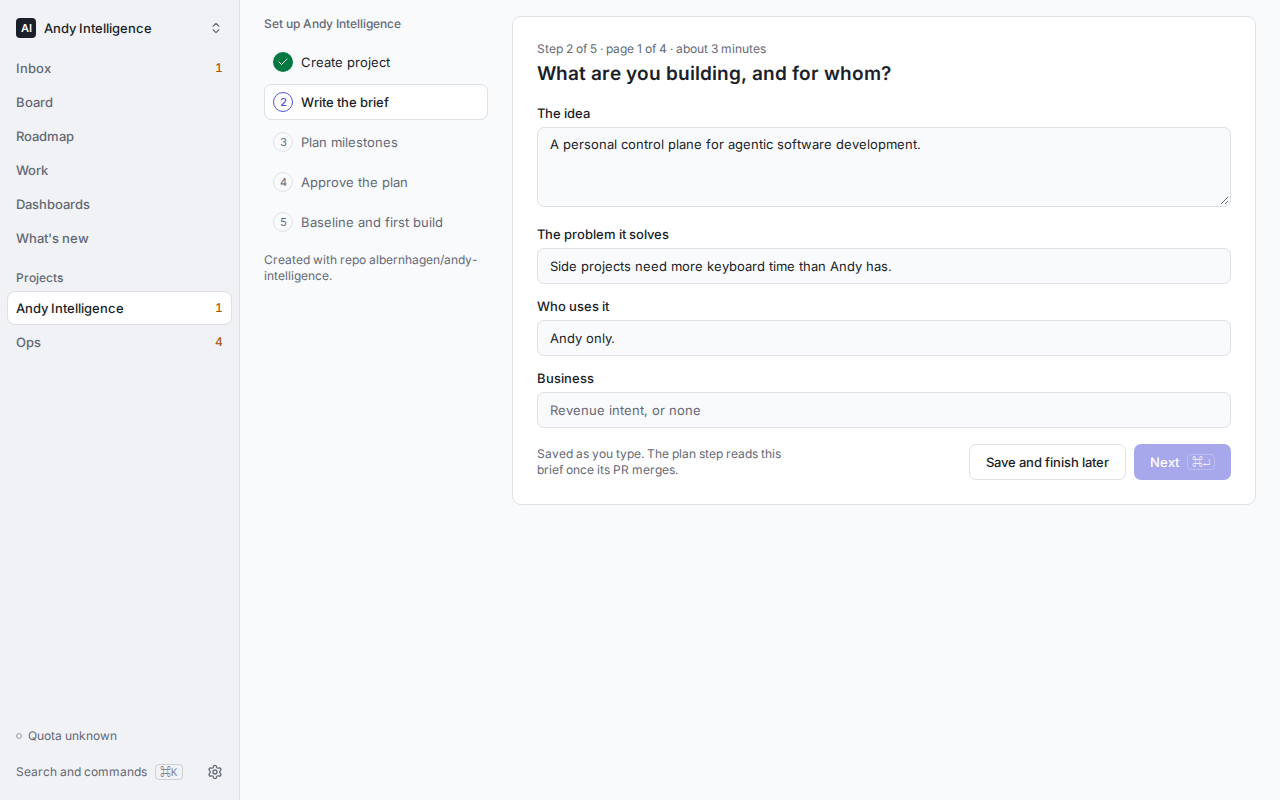 AI Andy Intelligence
Inbox 1
Board
Roadmap
Work
Dashboards
What's new
Projects
Andy Intelligence 1
Ops 4
Quota unknown
Search and commands ⌘K
Set up Andy Intelligence
Create project
2 Write the brief
3 Plan milestones
4 Approve the plan
5 Baseline and first build
Created with repo albernhagen/andy-
intelligence.
Step 2 of 5 · page 1 of 4 · about 3 minutes
What are you building, and for whom?
The idea
A personal control plane for agentic software development.
The problem it solves
Side projects need more keyboard time than Andy has.
Who uses it
Andy only.
Business
Revenue intent, or none
Saved as you type. The plan step reads this
brief once its PR merges.
Save and finish later
Next ⌘↵